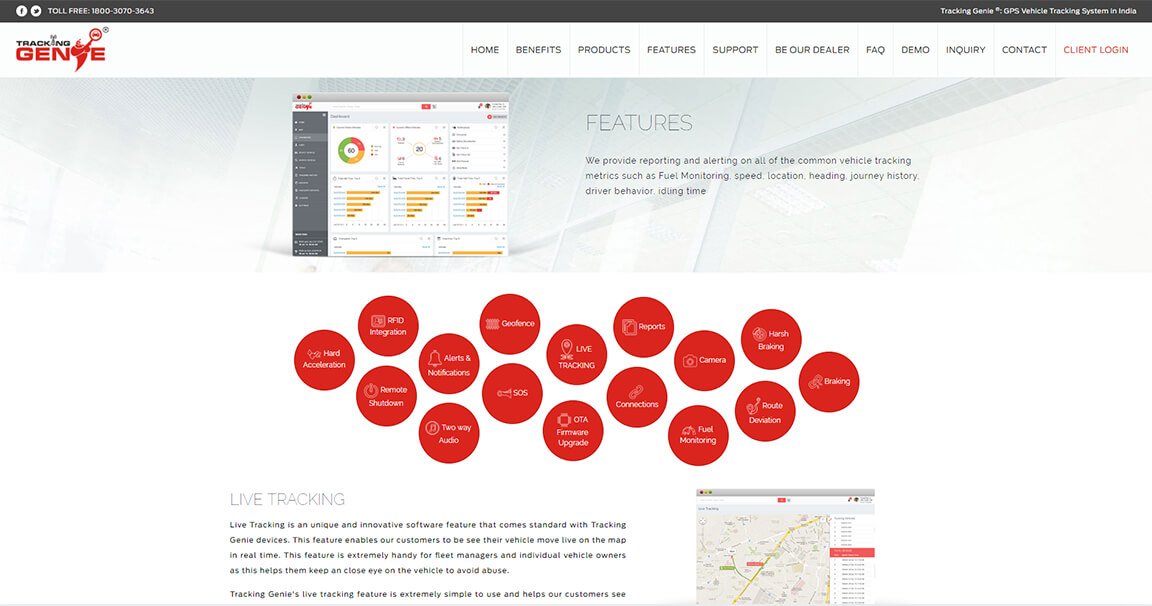 TOLL FREE: 1800-3070-3643
Tracking Genie ®: GPS Vehicle Tracking System in India
TRACKING
GENIE ®
HOME
BENEFITS
PRODUCTS
FEATURES
SUPPORT
BE OUR DEALER
FAQ
DEMO
INQUIRY
CONTACT
CLIENT LOGIN
Dashboard
60
20
FEATURES
We provide reporting and alerting on all of the common vehicle tracking
metrics such as Fuel Monitoring, speed, location, heading, journey history,
driver behavior, idling time
Hard
Acceleration
RFID
Integration
Remote
Shutdown
Alerts &
Notifications
Two way
Audio
Geofence
SOS
LIVE
TRACKING
OTA
Firmware
Upgrade
Reports
Connections
Camera
Fuel
Monitoring
Harsh
Braking
Route
Deviation
Braking
LIVE TRACKING
Live Tracking is an unique and innovative software feature that comes standard with Tracking
Genie devices. This feature enables our customers to be see their vehicle move live on the map
in real time. This feature is extremely handy for fleet managers and individual vehicle owners
as this helps them keep an close eye on the vehicle to avoid abuse.
Tracking Genie's live tracking feature is extremely simple to use and helps our customers see
Live Tracking